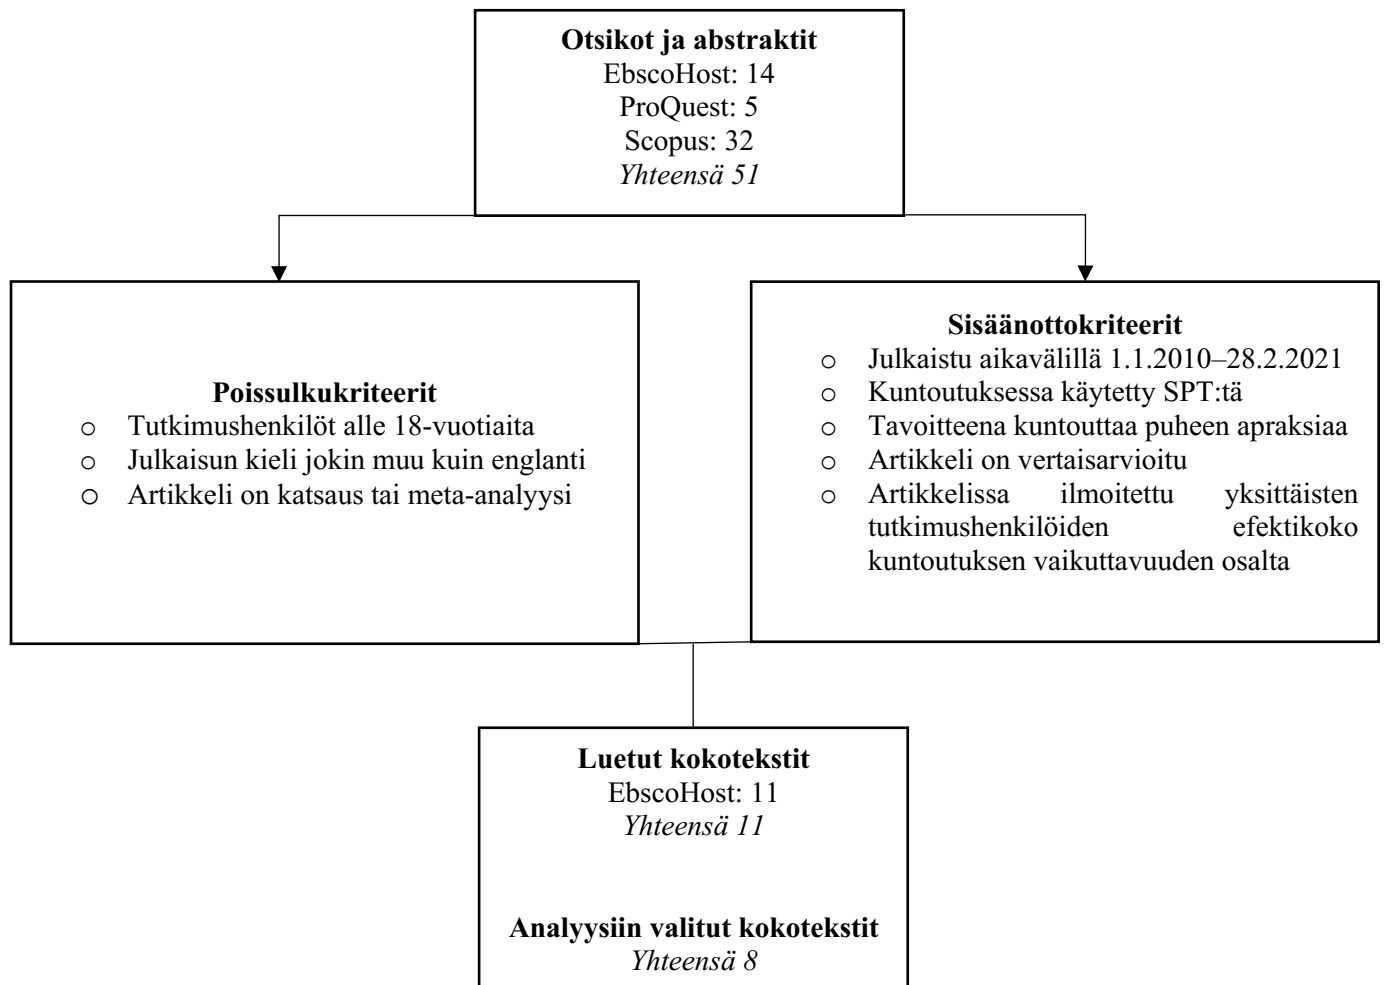 Otsikot ja abstraktit
EbscoHost: 14
ProQuest: 5
Scopus: 32
Yhteensä 51
Poissulkukriteerit
o Tutkimushenkilöt alle 18-vuotiaita
o Julkaisun kieli jokin muu kuin englanti
o Artikkeli on katsaus tai meta-analyysi
Sisäänottokriteerit
o Julkaistu aikavälillä 1.1.2010–28.2.2021
o Kuntoutuksessa käytetty SPT:tä
o Tavoitteena kuntouttaa puheen apraksiaa
o Artikkeli on vertaisarvioitu
o Artikkelissa ilmoitettu yksittäisten
tutkimushenkilöiden efektikoko
kuntoutuksen vaikuttavuuden osalta
Luetut kokotekstit
EbscoHost: 11
Yhteensä 11
Analyysiin valitut kokotekstit
Yhteensä 8